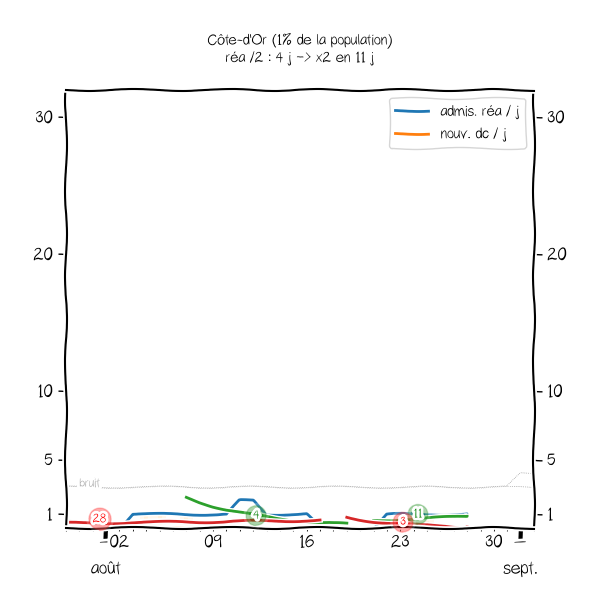 Côte-d'Or (1% de la population)
réa /2 : 4 j -> x2 en 11 j
admis. réa / j
nouv. dc / j
30 30
20 20
10 10
5 5
bruit
1 28 4 3 11 1
02 09 16 23 30
août sept.